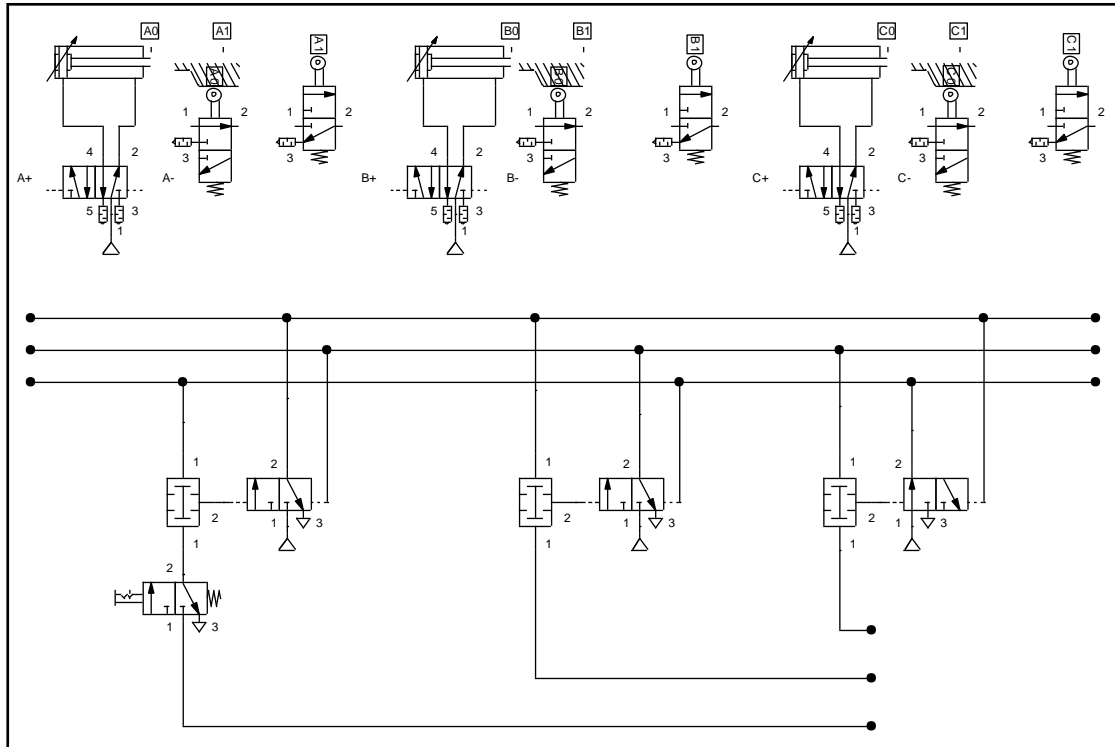 A0 A1 A1 B0 B1 B1 C0 C1 C1
A0 B0 C0
1 2 1 2 1 2 1 2 1 2 1 2
3 3 3 3 3 3
4 2 4 2 4 2
A+ A- B+ B- C+ C-
5 3 5 3 5 3
1 1 1
1 2 1 2 1 2
2 1 3 2 1 3 2 1 3
1 1 1
2
1 3